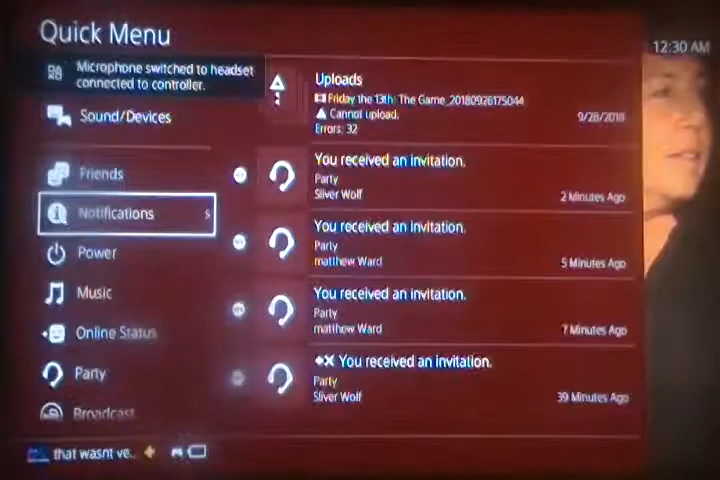 Quick Menu
12:30 AM
Microphone switched to headset
connected to controller.
Sound/Devices
Friends
Notifications 5
Power
Music
Online Status
Party
Broadcast
that wasnt ve..
Uploads
Friday the 13th: The Game_20180926175044
Cannot upload.
9/28/2018
Errors: 32
You received an invitation.
Party
Sliver Wolf
2 Minutes Ago
You received an invitation.
Party
matthew Ward
5 Minutes Ago
You received an invitation.
Party
matthew Ward
7 Minutes Ago
You received an invitation.
Party
Sliver Wolf
39 Minutes Ago